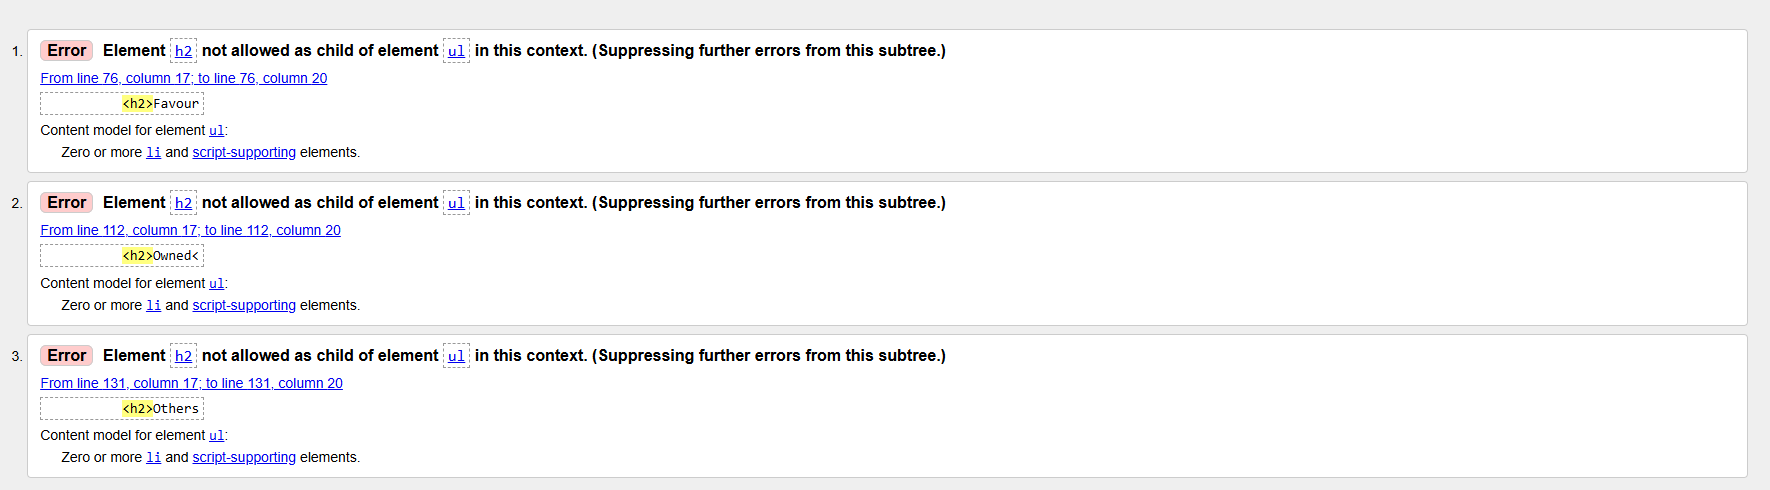 1. Error Element h2 not allowed as child of element ul in this context. (Suppressing further errors from this subtree.)
From line 76, column 17; to line 76, column 20
<h2>Favour
Content model for element ul:
Zero or more li and script-supporting elements.
2. Error Element h2 not allowed as child of element ul in this context. (Suppressing further errors from this subtree.)
From line 112, column 17; to line 112, column 20
<h2>Owned<
Content model for element ul:
Zero or more li and script-supporting elements.
3. Error Element h2 not allowed as child of element ul in this context. (Suppressing further errors from this subtree.)
From line 131, column 17; to line 131, column 20
<h2>Others
Content model for element ul:
Zero or more li and script-supporting elements.